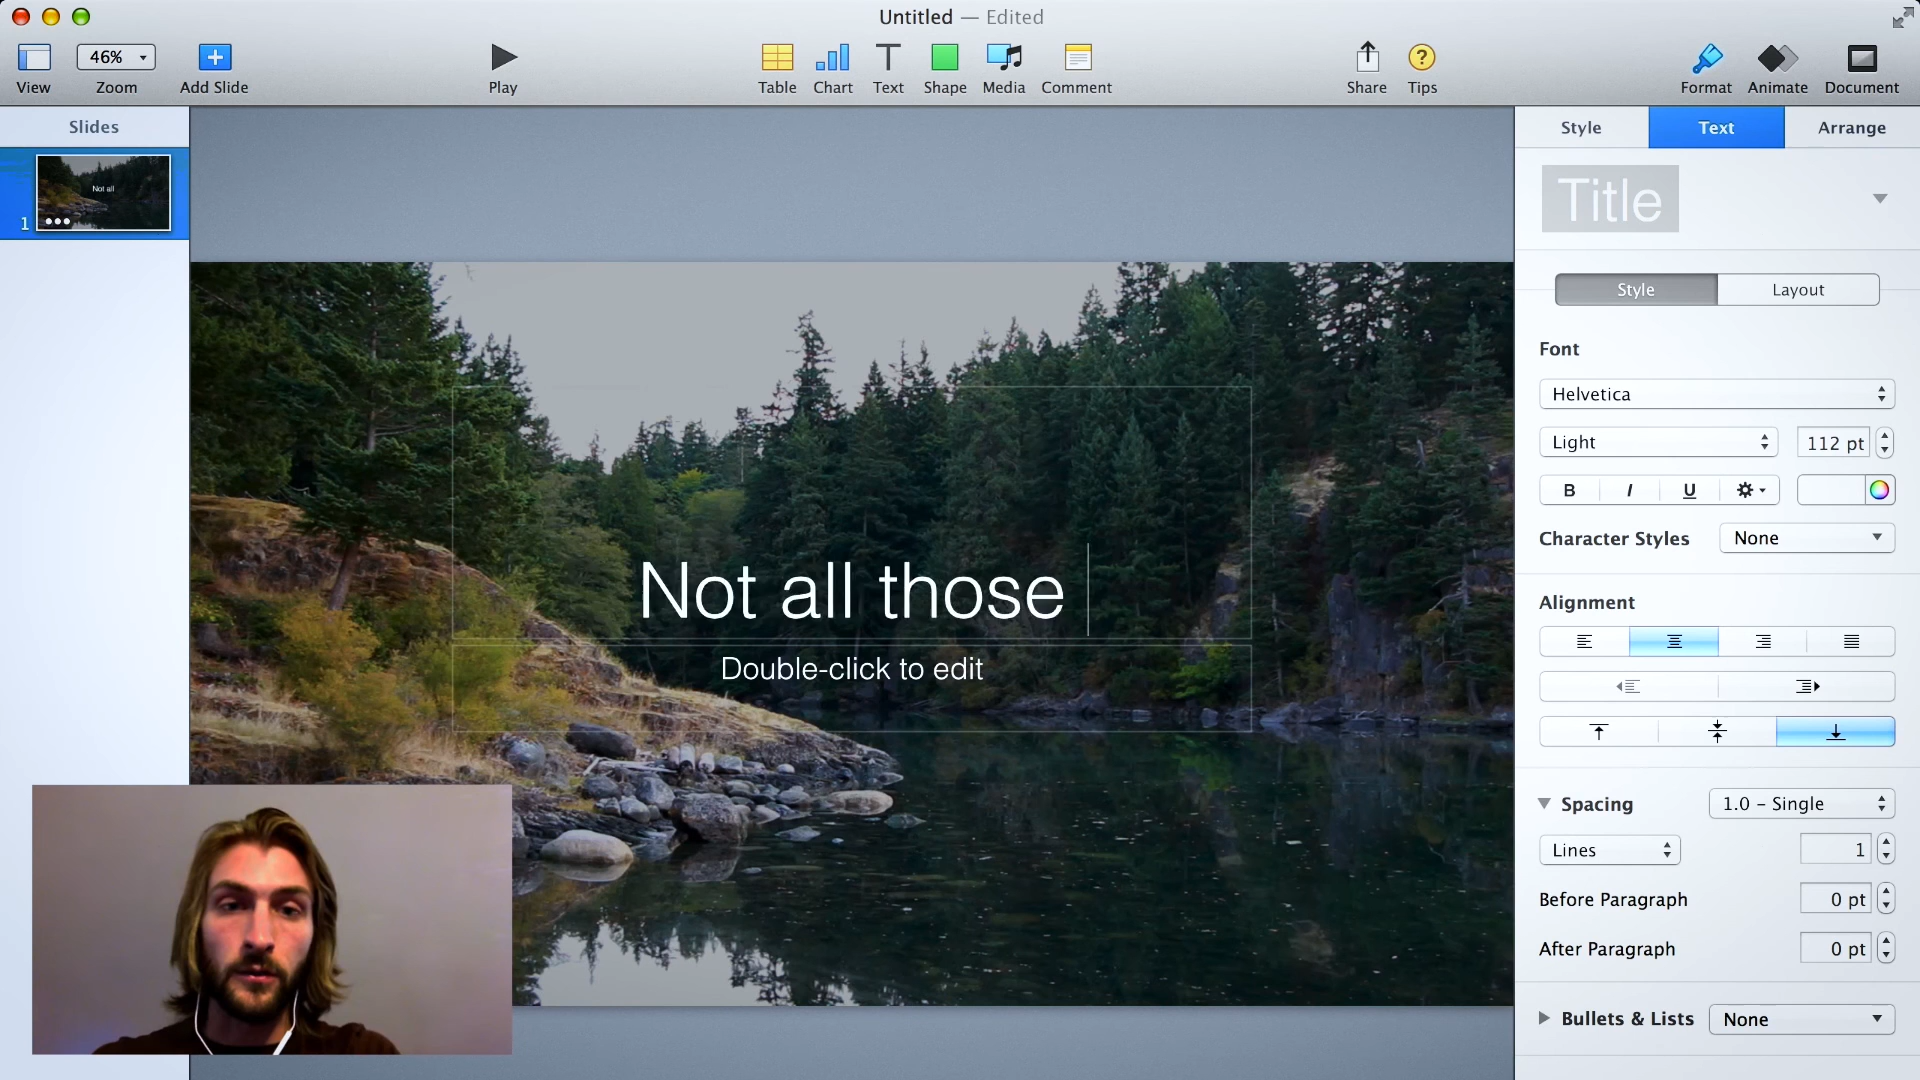 Untitled — Edited
View
46%
Zoom
Add Slide
Play
Table
Chart
Text
Shape
Media
Comment
Share
Tips
Format
Animate
Document
Slides
Not all
1
Not all those
Double-click to edit
Style
Text
Arrange
Title
Style
Layout
Font
Helvetica
Light
112 pt
B
I
U
Character Styles
None
Alignment
Spacing
1.0 – Single
Lines
1
Before Paragraph
0 pt
After Paragraph
0 pt
Bullets & Lists
None